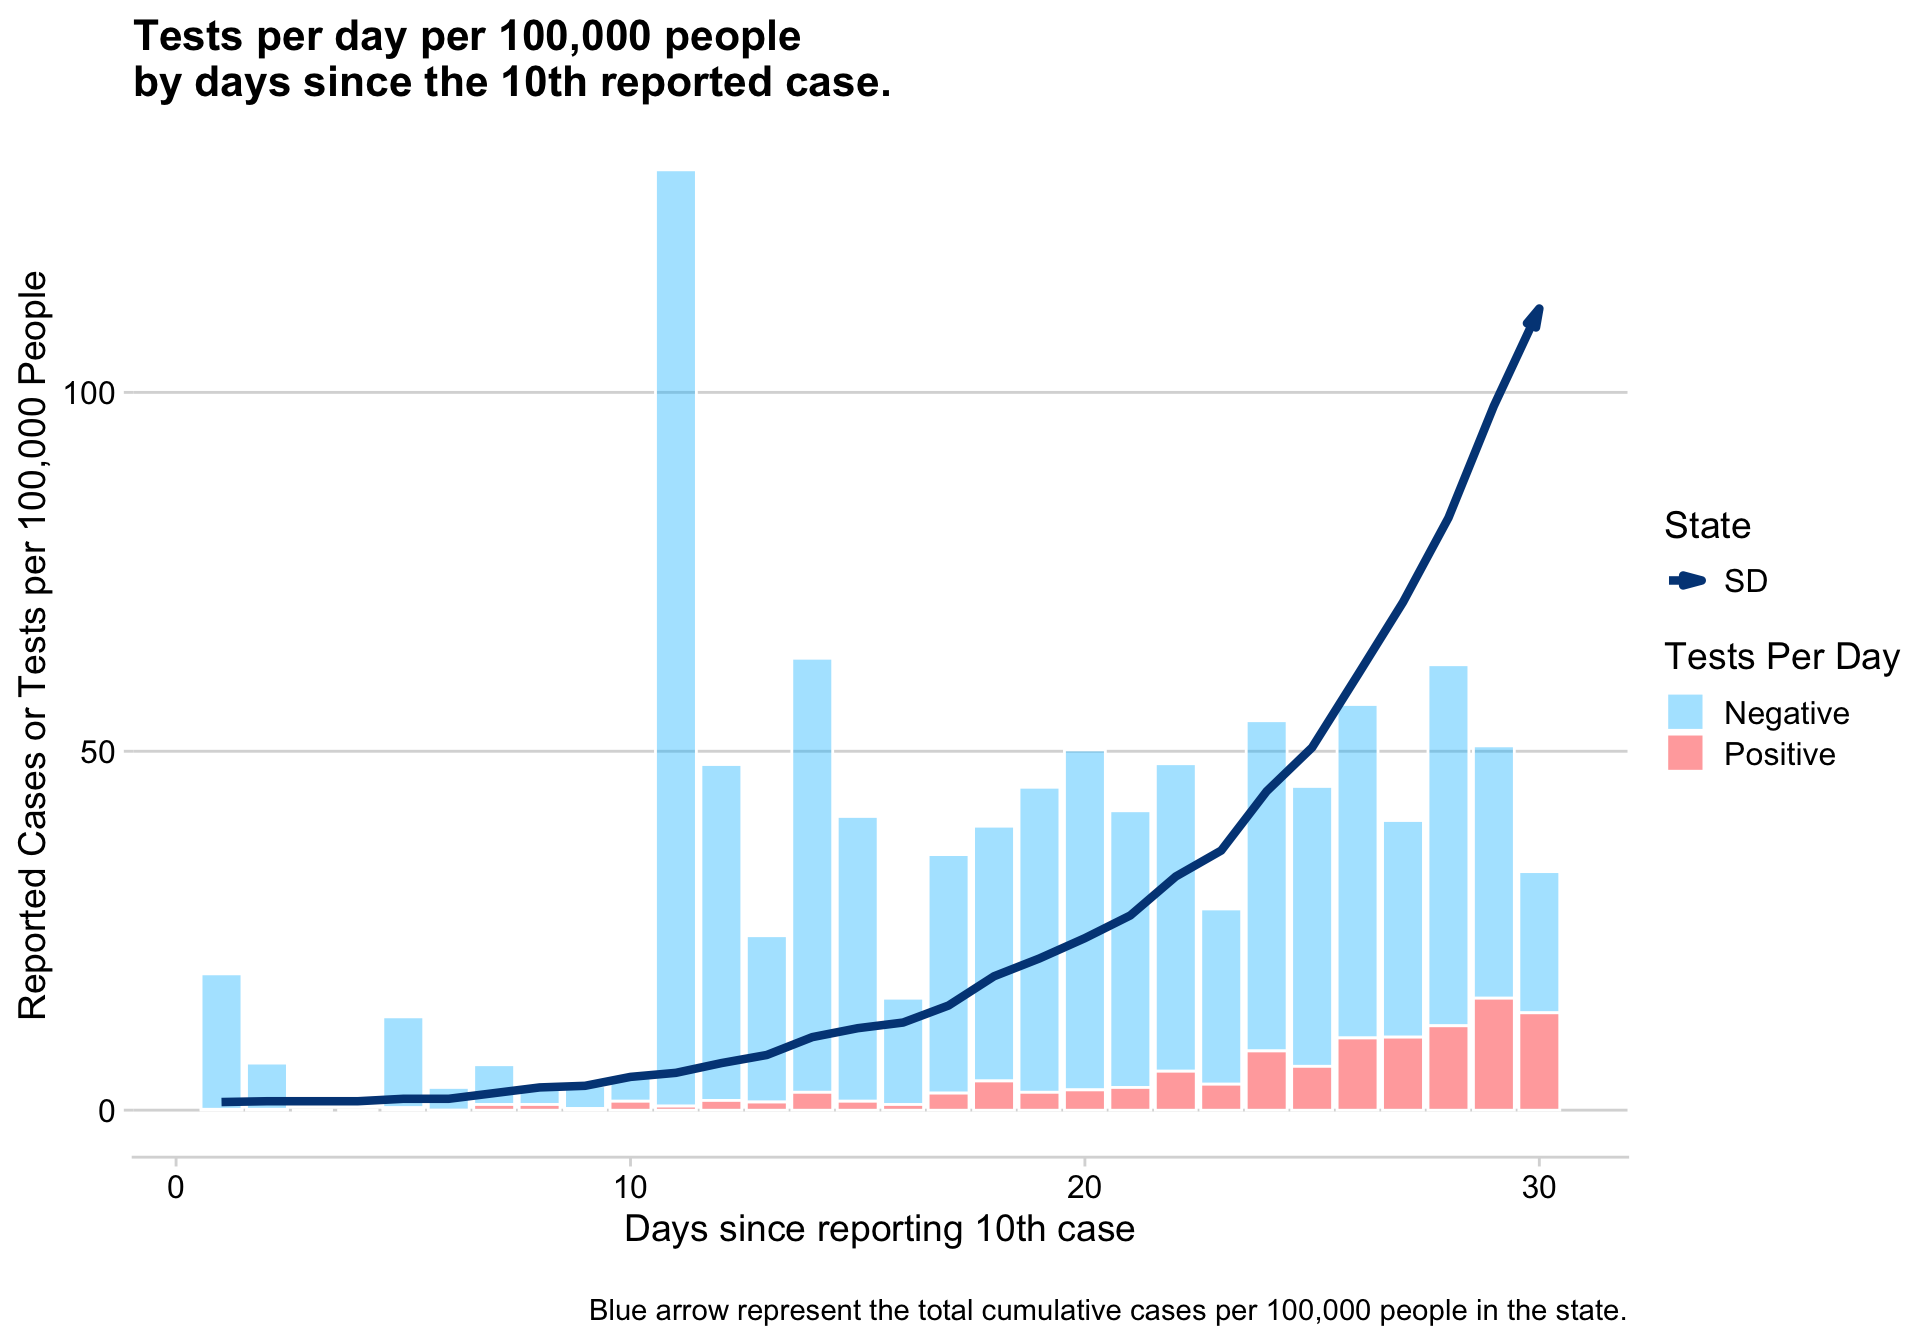 Tests per day per 100,000 people
by days since the 10th reported case.
Reported Cases or Tests per 100,000 People
100
50
0
0
10
20
30
Days since reporting 10th case
State
SD
Tests Per Day
Negative
Positive
Blue arrow represent the total cumulative cases per 100,000 people in the state.